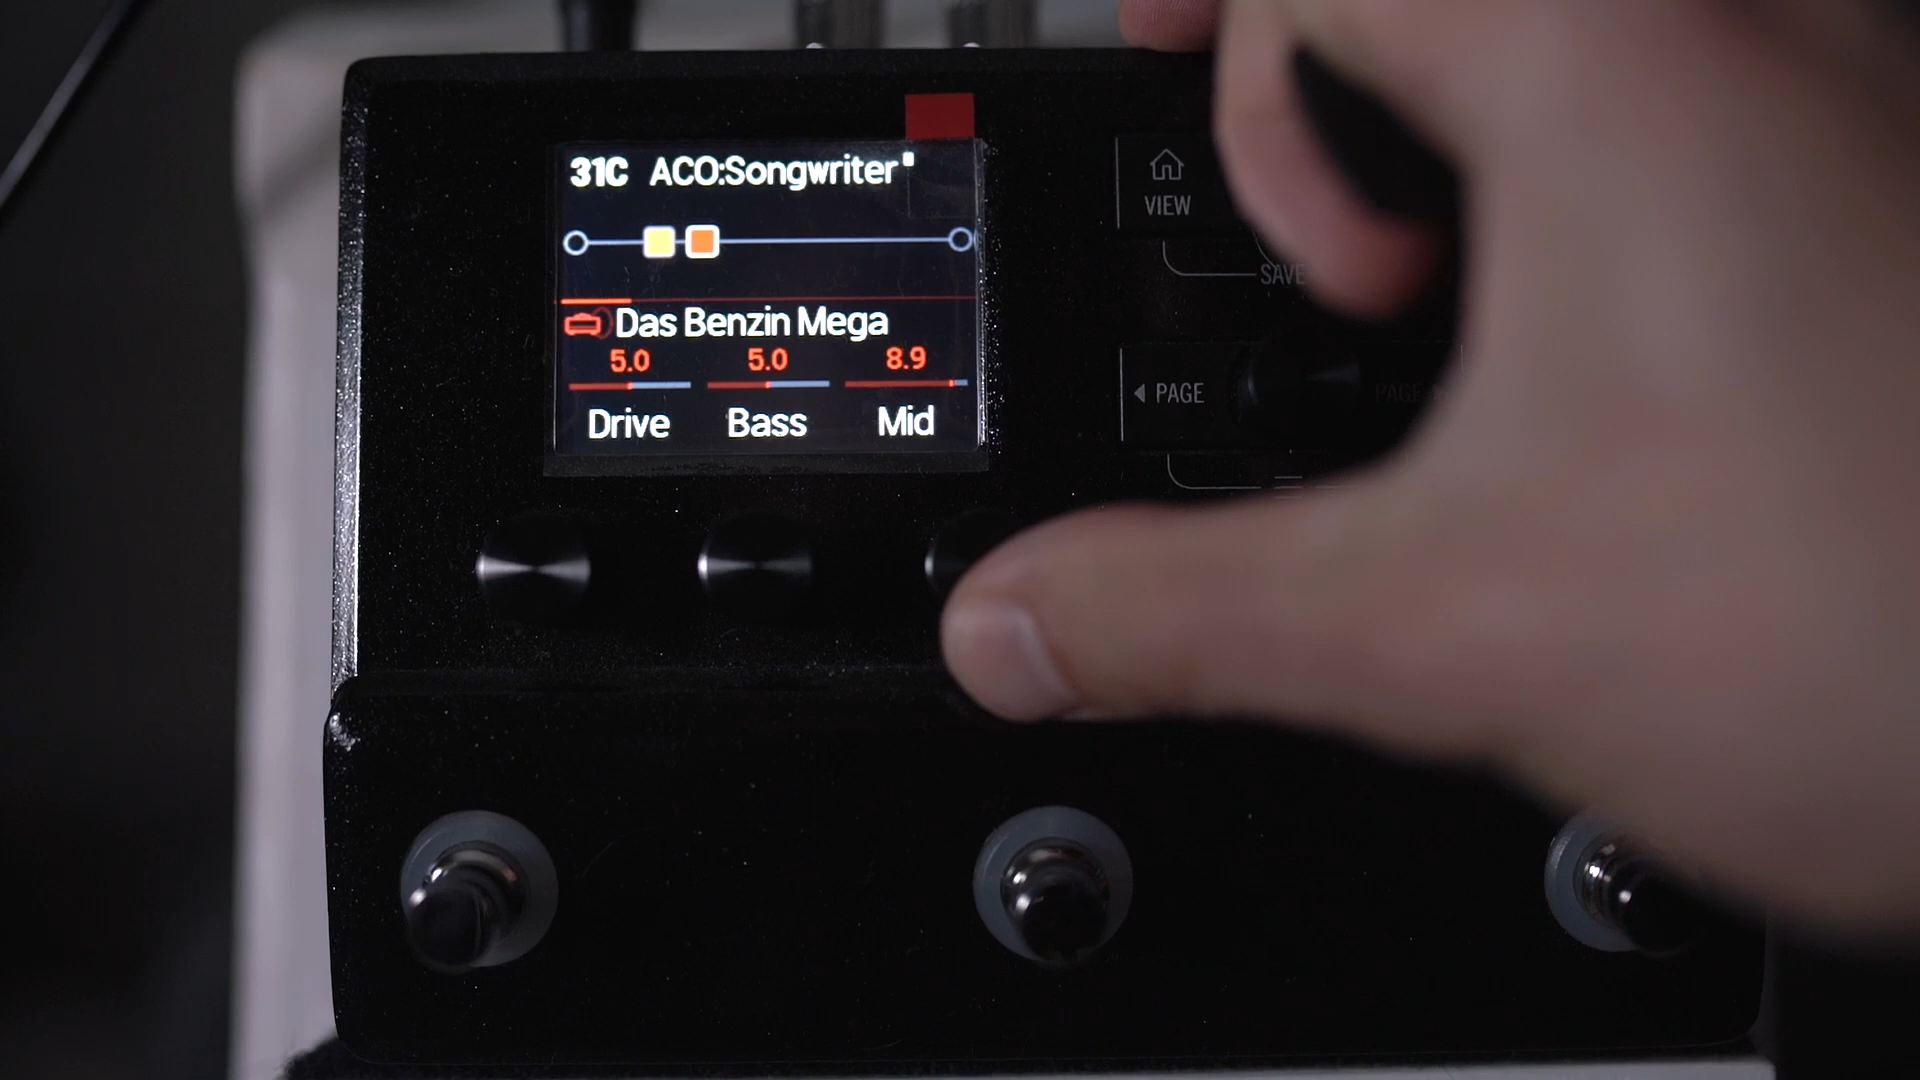 31C ACO:Songwriter
Das Benzin Mega
5.0 5.0 8.9
Drive Bass Mid
VIEW
SAVE
PAGE PAGE